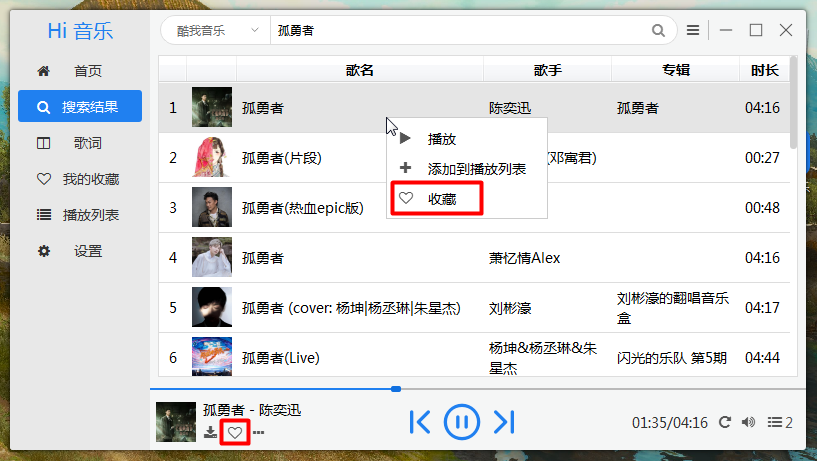 Hi 音乐
酷我音乐
孤勇者
首页
搜索结果
歌词
我的收藏
播放列表
设置
歌名 歌手 专辑 时长
1 孤勇者 陈奕迅 孤勇者 04:16
2 孤勇者(片段) (邓寓君) 00:27
3 孤勇者(热血epic版) 00:48
4 孤勇者 萧忆情Alex 04:16
5 孤勇者 (cover: 杨坤|杨丞琳|朱星杰) 刘彬濠 刘彬濠的翻唱音乐盒 04:17
6 孤勇者(Live) 杨坤&杨丞琳&朱星杰 闪光的乐队 第5期 04:44
播放
添加到播放列表
收藏
孤勇者 - 陈奕迅
01:35/04:16
2